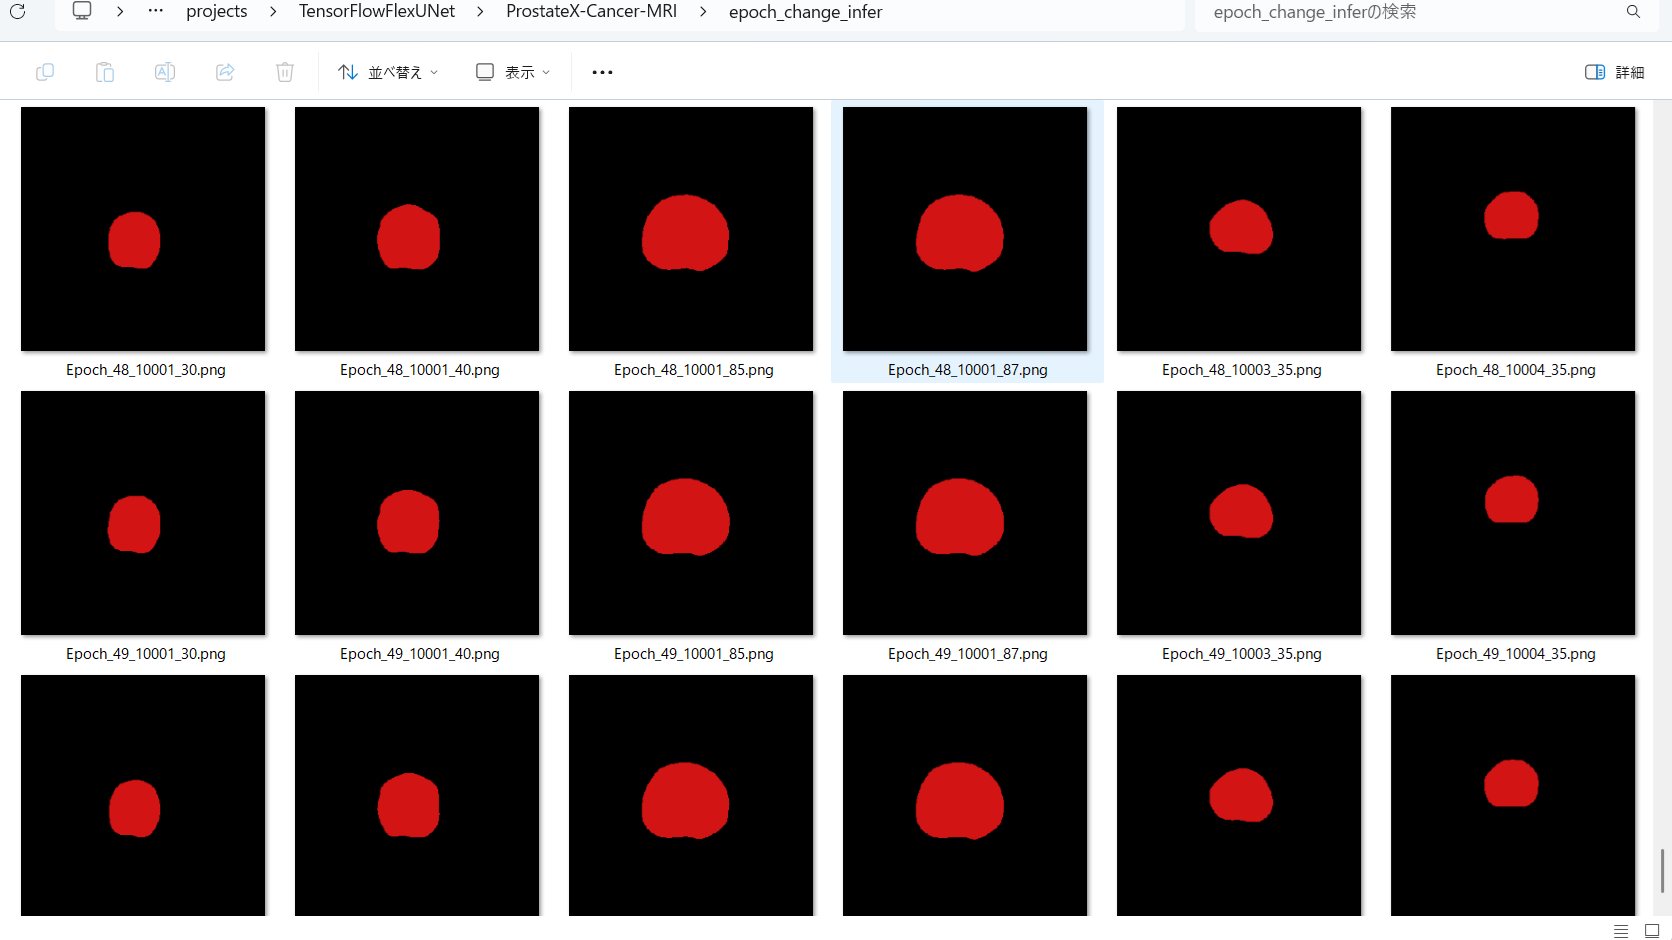 projects > TensorFlowFlexUNet > ProstateX-Cancer-MRI > epoch_change_infer
epoch_change_inferの検索
並べ替え
表示
詳細
Epoch_48_10001_30.png
Epoch_48_10001_40.png
Epoch_48_10001_85.png
Epoch_48_10001_87.png
Epoch_48_10003_35.png
Epoch_48_10004_35.png
Epoch_49_10001_30.png
Epoch_49_10001_40.png
Epoch_49_10001_85.png
Epoch_49_10001_87.png
Epoch_49_10003_35.png
Epoch_49_10004_35.png